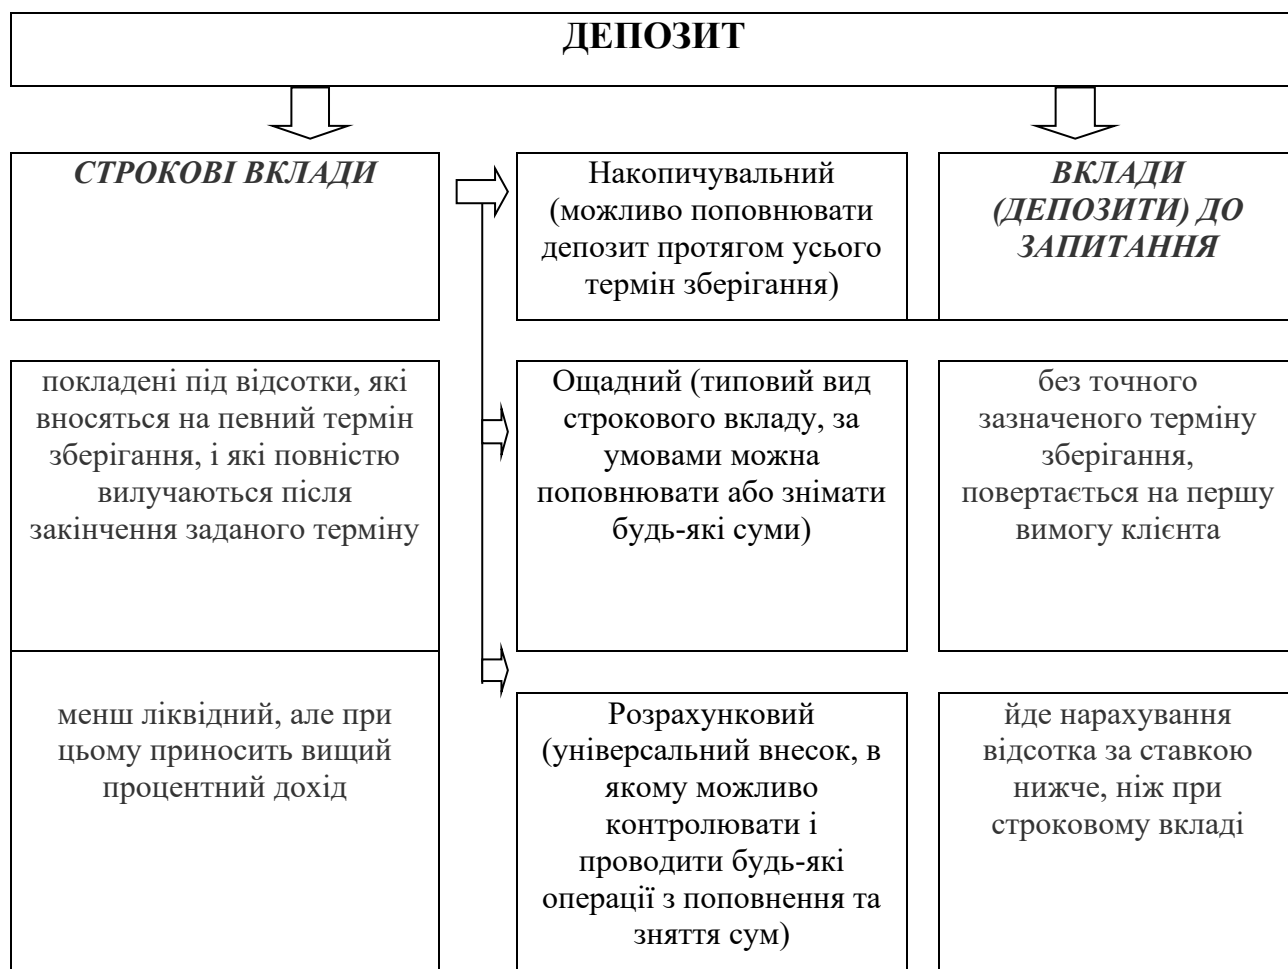 ДЕПОЗИТ
СТРОКОВІ ВКЛАДИ
Накопичувальний
(можливо поповнювати
депозит протягом усього
термін зберігання)
ВКЛАДИ
(ДЕПОЗИТИ) ДО
ЗАПИТАННЯ
покладені під відсотки, які
вносяться на певний термін
зберігання, і які повністю
вилучаються після
закінчення заданого терміну
Ощадний (типовий вид
строкового вкладу, за
умовами можна
поповнювати або знімати
будь-які суми)
без точного
зазначеного терміну
зберігання,
повертається на першу
вимогу клієнта
менш ліквідний, але при
цьому приносить вищий
процентний дохід
Розрахунковий
(універсальний внесок, в
якому можливо
контролювати і
проводити будь-які
операції з поповнення та
зняття сум)
йде нарахування
відсотка за ставкою
нижче, ніж при
строковому вкладі